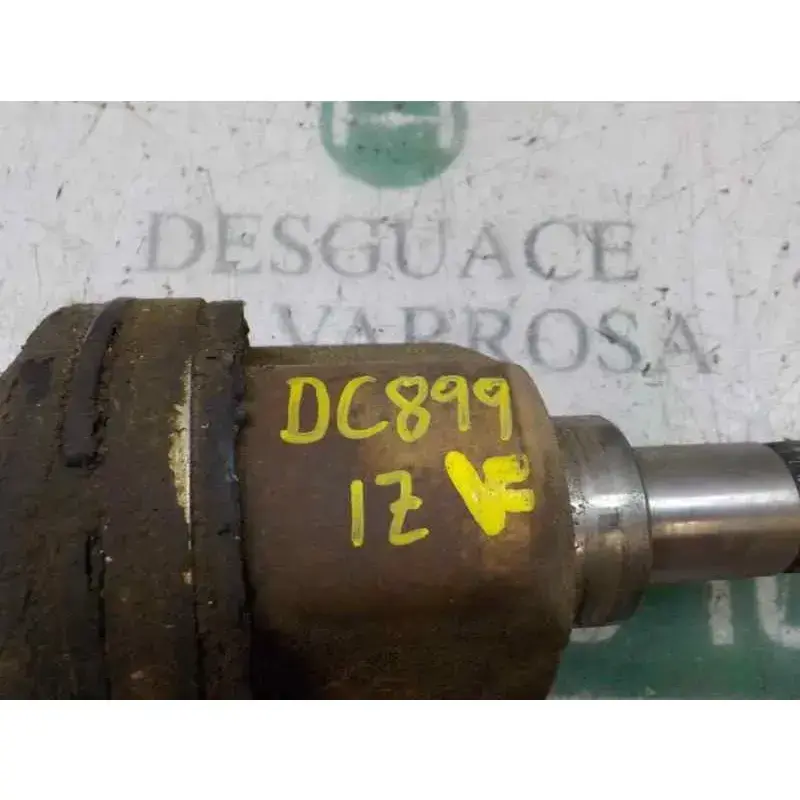 DESGUACE
VARROSA
DC899
IZ